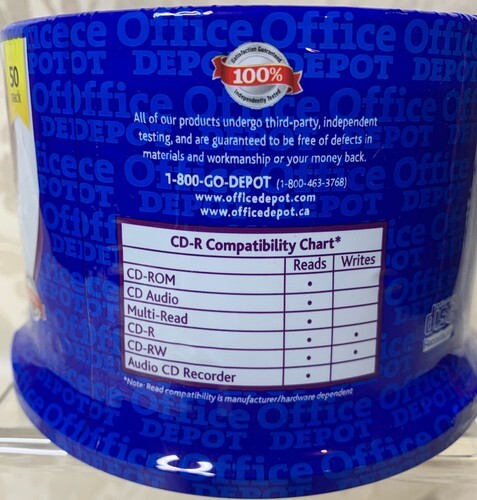 50
Pack
Office DEPOT
Satisfaction Guaranteed
100%
Independently Tested
All of our products undergo third-party, independent
testing, and are guaranteed to be free of defects in
materials and workmanship or your money back.
1-800-GO-DEPOT (1-800-463-3768)
www.officedepot.com
www.officedepot.ca
CD-R Compatibility Chart*
Reads Writes
CD-ROM •
CD Audio •
Multi-Read •
CD-R • •
CD-RW • •
Audio CD Recorder •
*Note: Read compatibility is manufacturer/hardware dependent